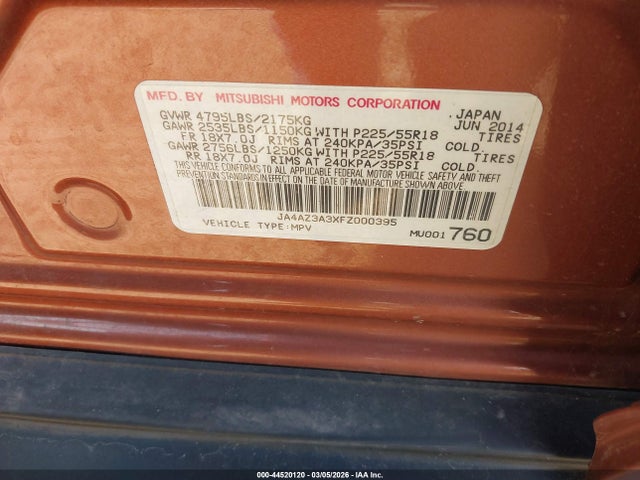 MFD. BY MITSUBISHI MOTORS CORPORATION
GVWR 4795LBS/2175KG , JAPAN JUN 2014
GAWR 2535LBS/1150KG WITH P225/55R18 TIRES
FR 18X7.0J RIMS AT 240KPA/35PSI COLD.
GAWR 2756LBS/1250KG WITH P225/55R18 TIRES
RR 18X7.0J RIMS AT 240KPA/35PSI COLD.
THIS VEHICLE CONFORMS TO ALL APPLICABLE FEDERAL MOTOR VEHICLE SAFETY AND THEFT
PREVENTION STANDARDS IN EFFECT ON THE DATE OF MANUFACTURE SHOWN ABOVE.
JA4AZ3A3XFZ000395
VEHICLE TYPE:MPV MU001 760
000-44520120 - 03/05/2026 - IAA Inc.